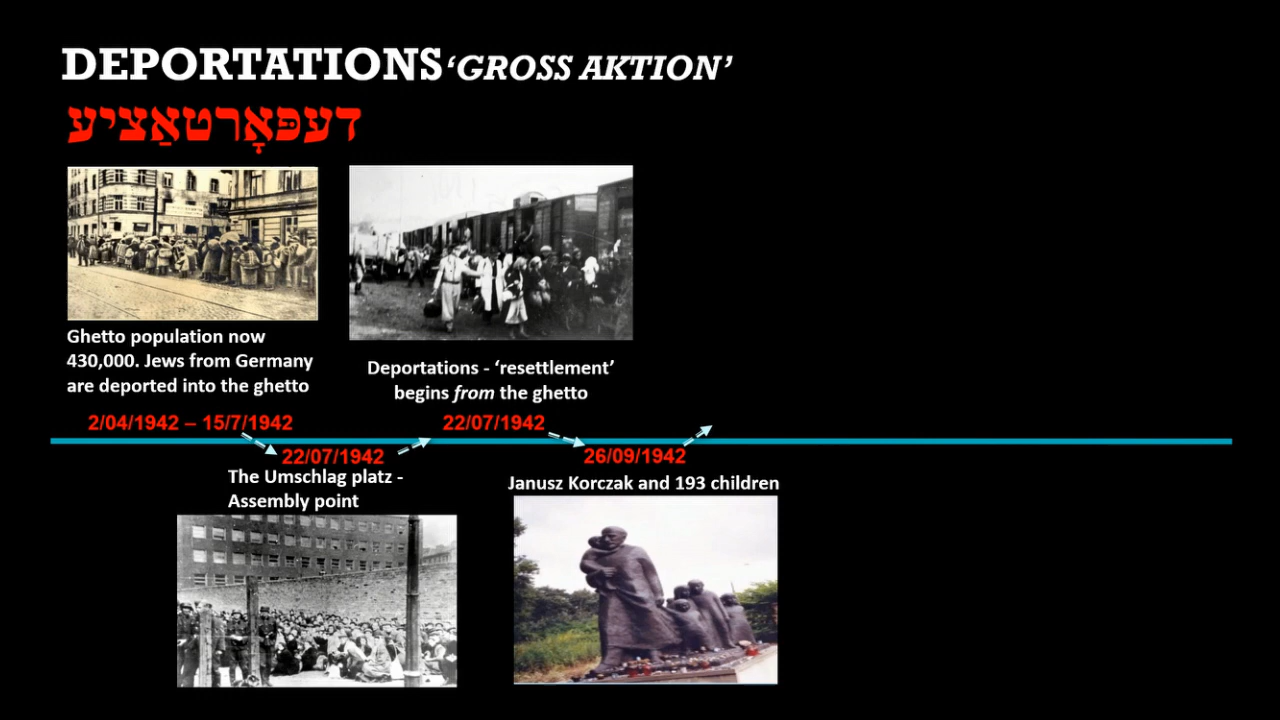 DEPORTATIONS ‘GROSS AKTION’
דעפּאָרטאַציע
Ghetto population now
430,000. Jews from Germany
are deported into the ghetto
2/04/1942 – 15/7/1942
Deportations - ‘resettlement’
begins from the ghetto
22/07/1942
22/07/1942
The Umschlag platz -
Assembly point
26/09/1942
Janusz Korczak and 193 children